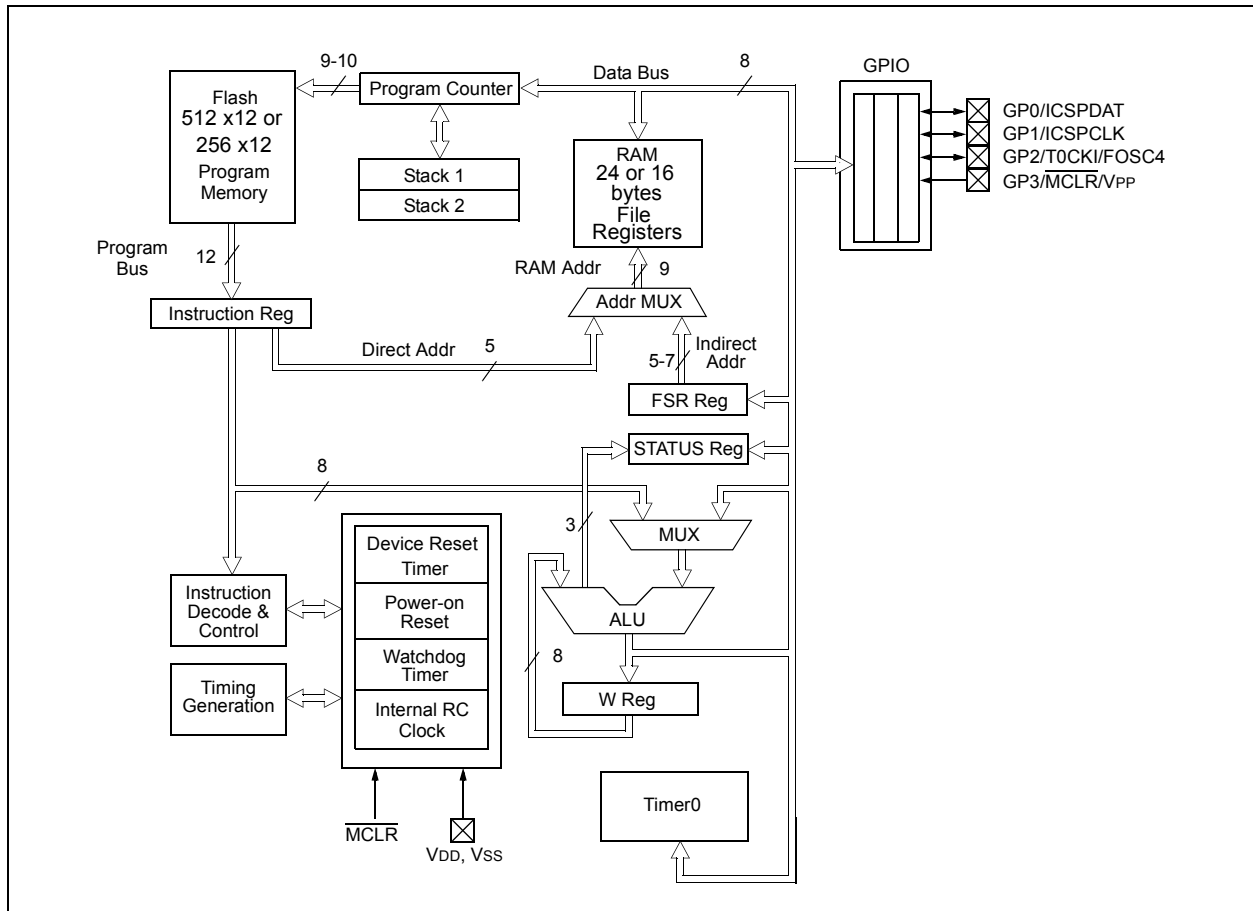 9-10
Flash
512 x12 or
256 x12
Program
Memory
Program Counter
Data Bus
8
GPIO
GP0/ICSPDAT
GP1/ICSPCLK
GP2/T0CKI/FOSC4
GP3/MCLR/VPP
Stack 1
Stack 2
RAM
24 or 16
bytes
File
Registers
Program
Bus
12
RAM Addr
9
Instruction Reg
Addr MUX
Direct Addr
5
5-7
Indirect
Addr
FSR Reg
STATUS Reg
8
3
MUX
Device Reset
Timer
Instruction
Decode &
Control
Power-on
Reset
ALU
8
Watchdog
Timer
Timing
Generation
W Reg
Internal RC
Clock
Timer0
MCLR
VDD, VSS